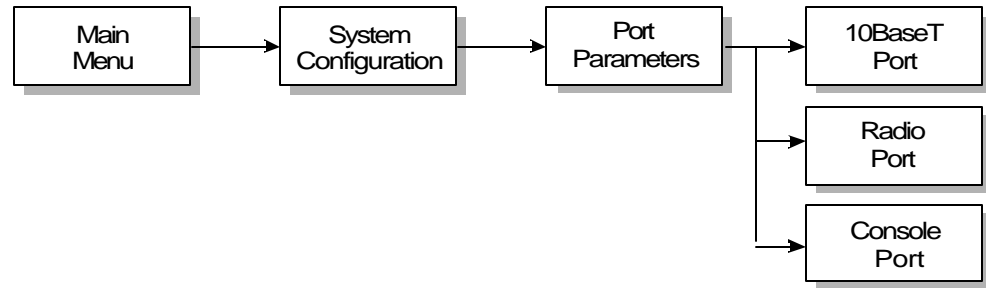 Main
Menu
System
Configuration
Port
Parameters
10BaseT
Port
Radio
Port
Console
Port